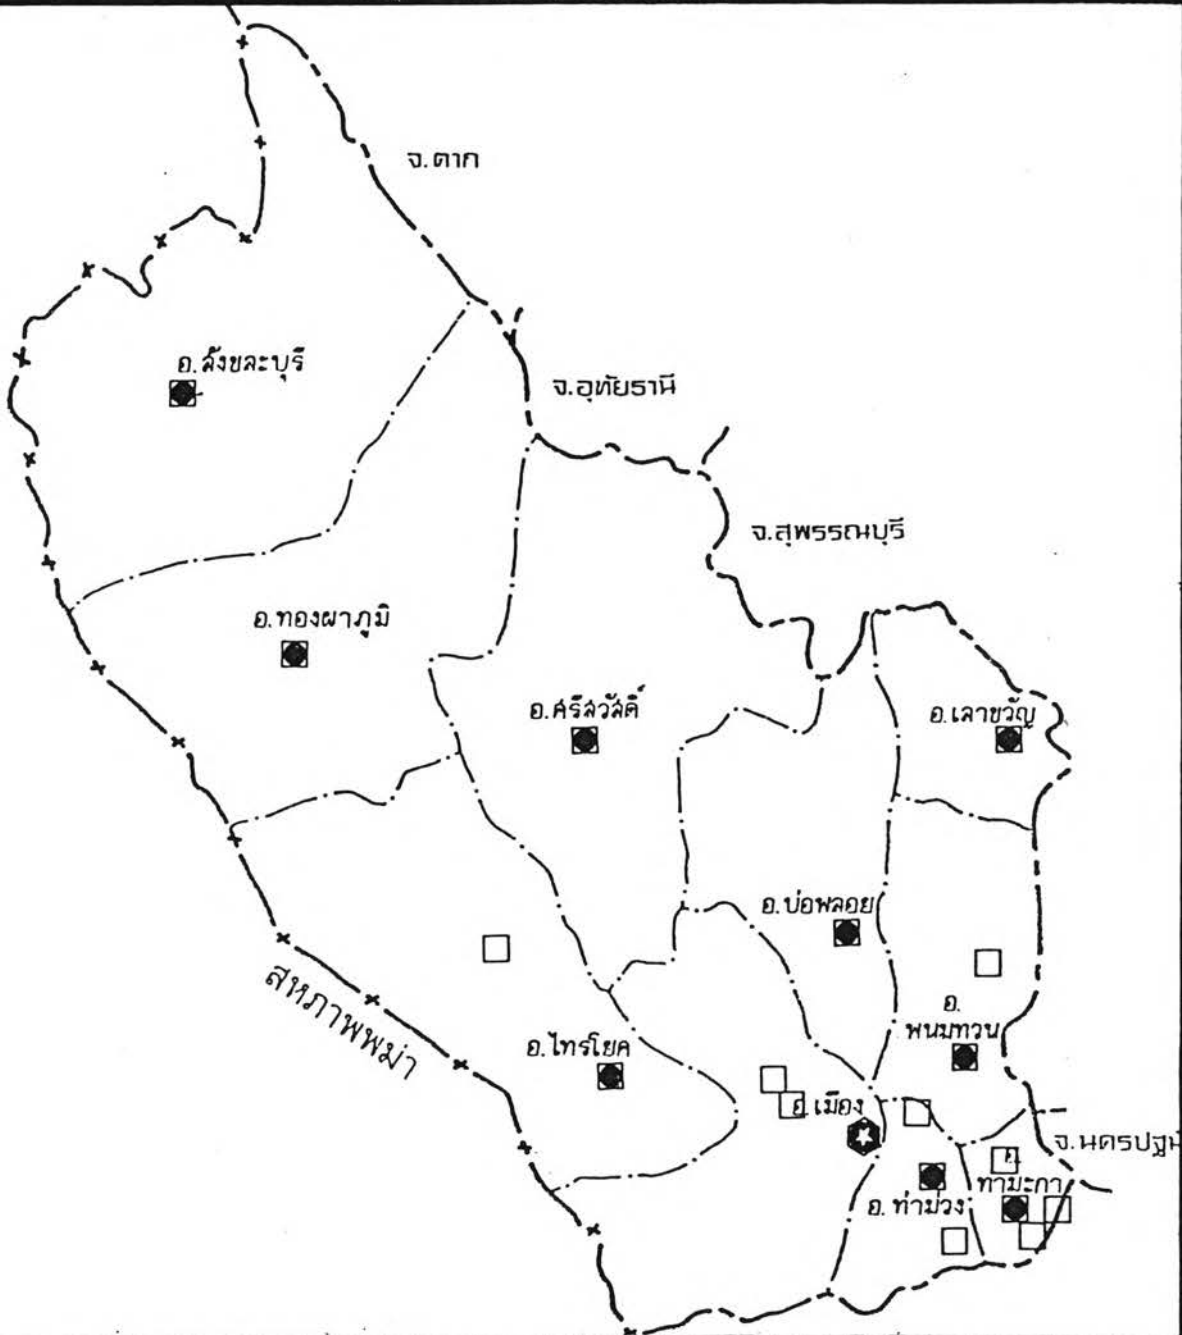 จ.ตาก
อ.สังขละบุรี
จ.อุทัยธานี
จ.สุพรรณบุรี
อ.ทองผาภูมิ
อ.ศรีสวัสดิ์
อ.เลาขวัญ
อ.บ่อพลอย
สหภาพพม่า
อ.
พนมทวน
อ.ไทรโยค
อ.เมือง
จ.นครปฐม
อ.
ท่ามะกา
อ.ท่าม่วง